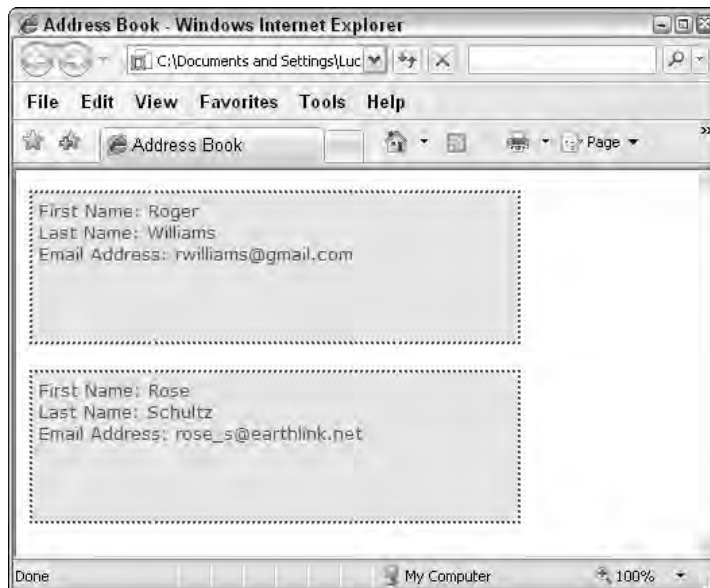 Address Book - Windows Internet Explorer
C:\Documents and Settings\Luc
File Edit View Favorites Tools Help
Address Book
Page
First Name: Roger
Last Name: Williams
Email Address: rwilliams@gmail.com
First Name: Rose
Last Name: Schultz
Email Address: rose_s@earthlink.net
Done
My Computer
100%